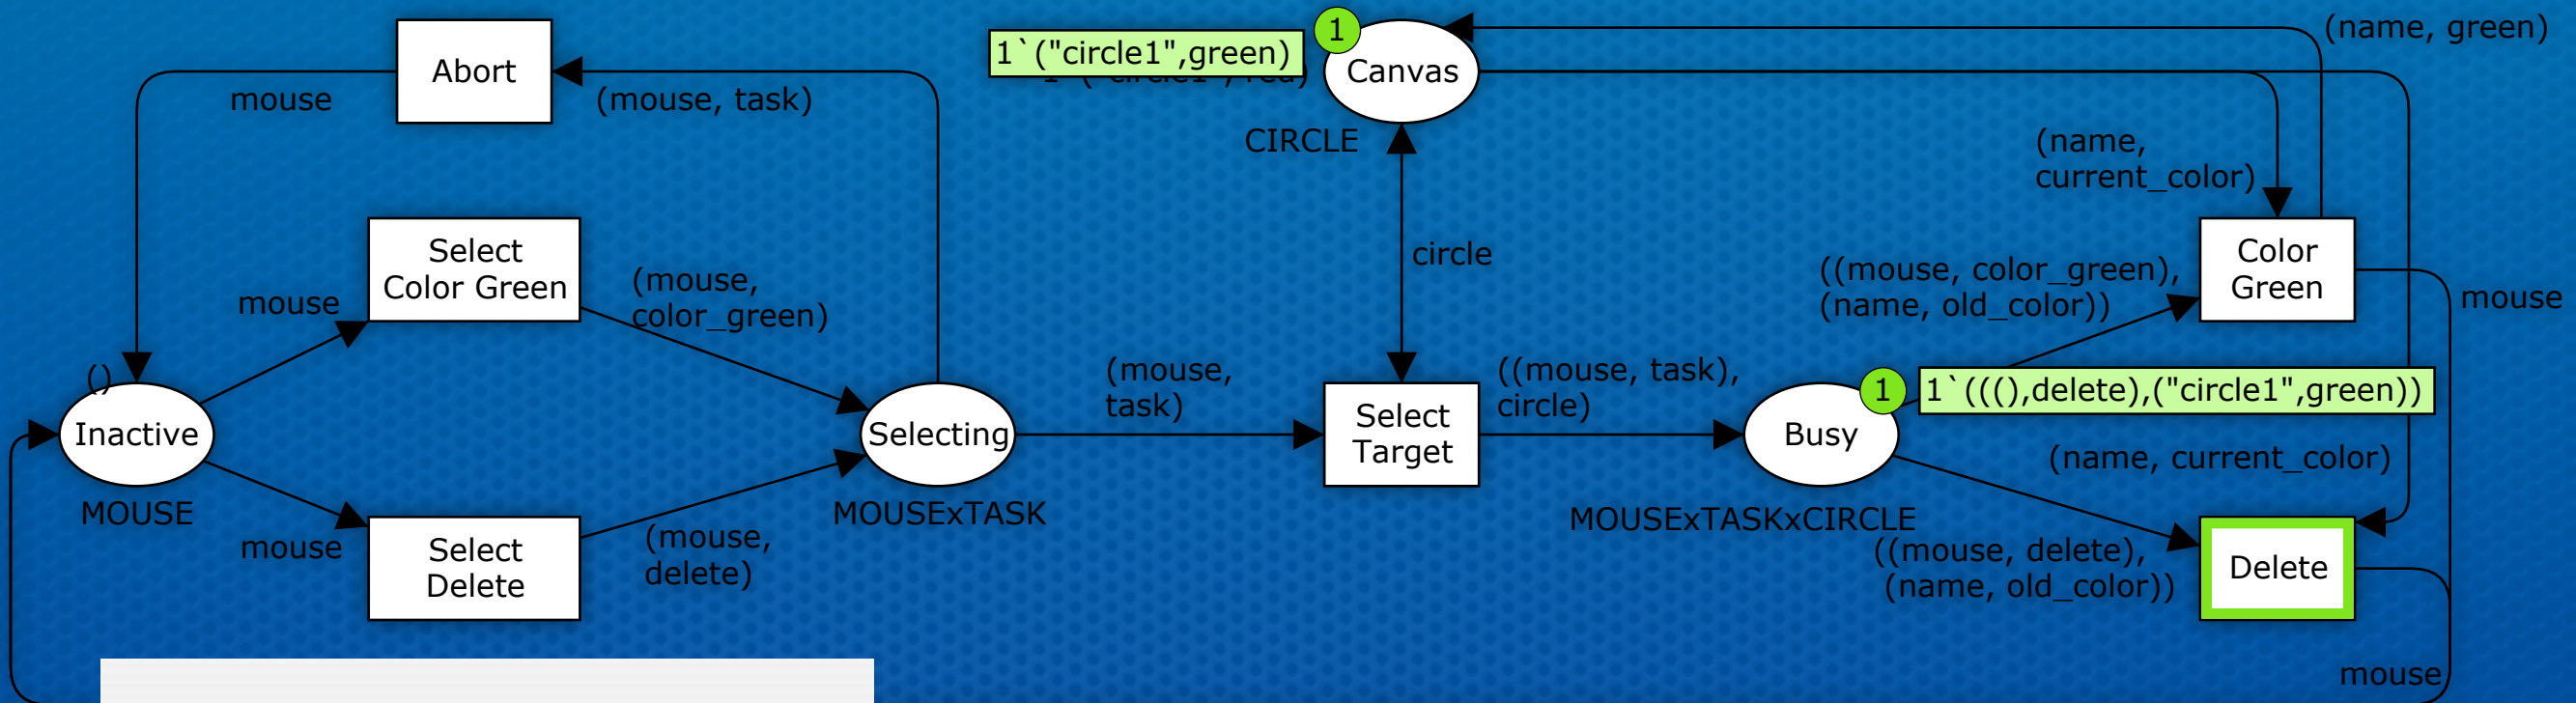 1
(name, green)
1`("circle1",green)
Canvas
Abort
mouse
(mouse, task)
CIRCLE
(name,
current_color)
Select
Color Green
mouse
(mouse,
color_green)
circle
((mouse, color_green),
(name, old_color))
Color
Green
mouse
()
Inactive
MOUSE
Selecting
MOUSExTASK
(mouse,
task)
Select
Target
((mouse, task),
circle)
Busy
1
1`(((),delete),("circle1",green))
MOUSExTASKxCIRCLE
(name, current_color)
mouse
Select
Delete
(mouse,
delete)
((mouse, delete),
(name, old_color))
Delete
mouse